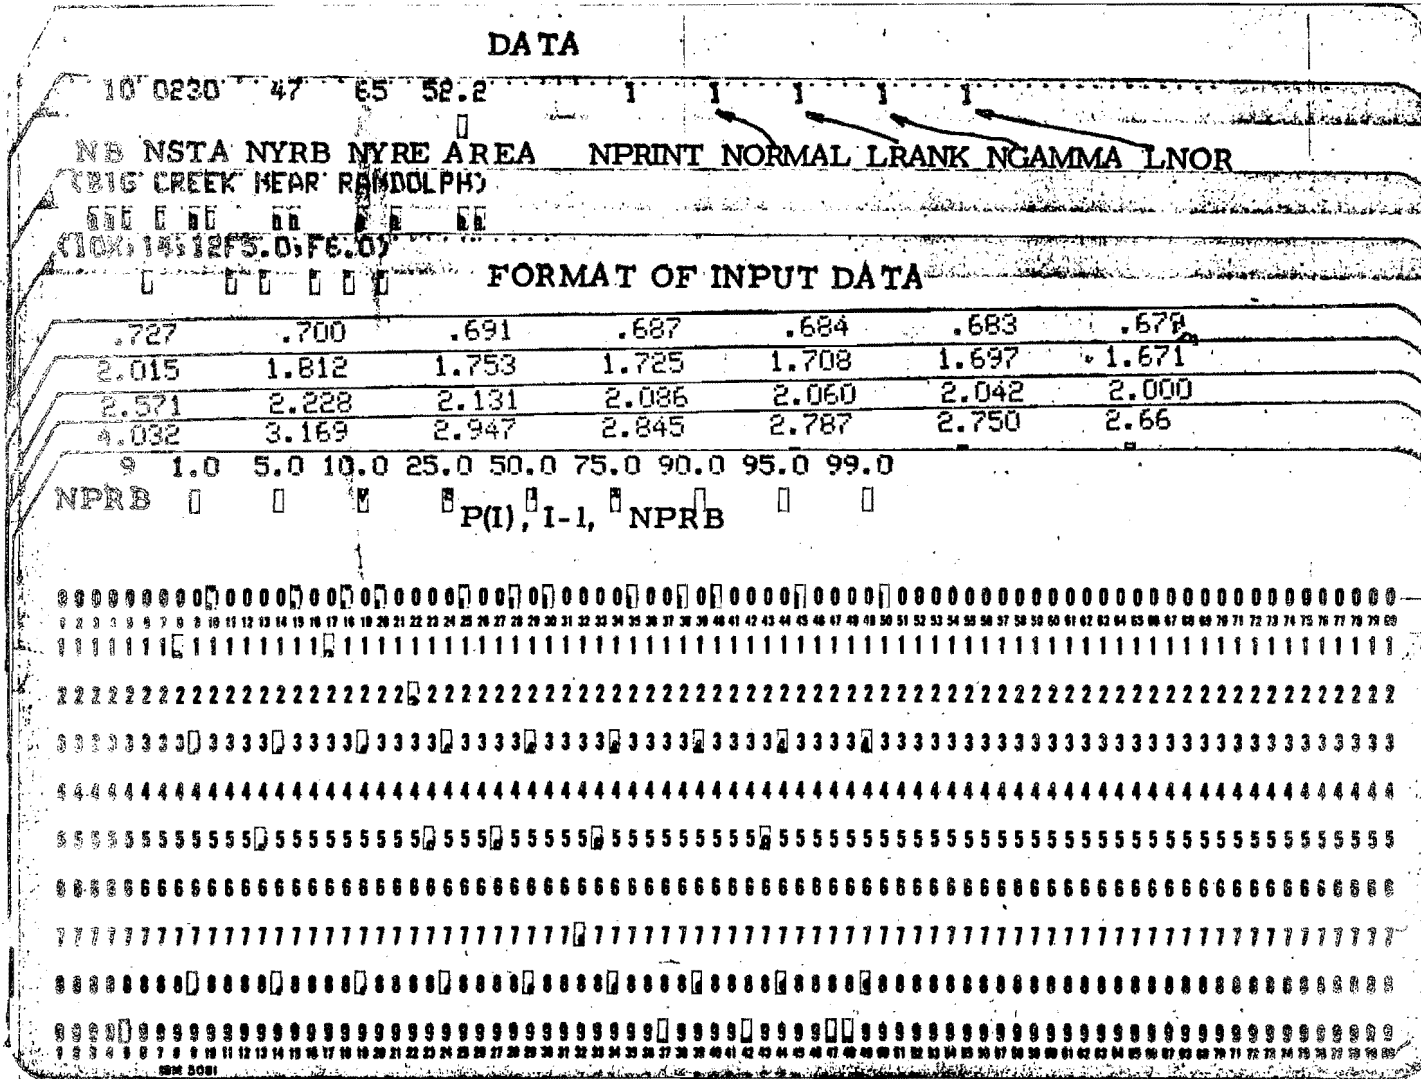 DATA
10 0230 47 65 52.2 1 1 1 1 1
NB NSTA NYRB NYRE AREA NPRINT NORMAL LRANK NGAMMA LNOR
(BIG CREEK NEAR RANDOLPH)
(10X,I4,12F5.0,F6.0)
FORMAT OF INPUT DATA
.727 .700 .691 .687 .684 .683 .679
2.015 1.812 1.753 1.725 1.708 1.697 1.671
2.571 2.228 2.131 2.086 2.060 2.042 2.000
4.032 3.169 2.947 2.845 2.787 2.750 2.66
9 1.0 5.0 10.0 25.0 50.0 75.0 90.0 95.0 99.0
NPRB P(I), I-1, NPRB
IBM 5081